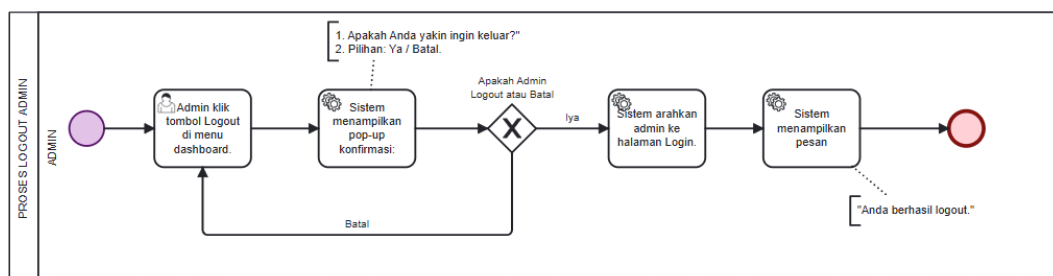 PROSES LOGOUT ADMIN
ADMIN
1. Apakah Anda yakin ingin keluar?"
2. Pilihan: Ya / Batal.
Admin klik
tombol Logout
di menu
dashboard.
Sistem
menampilkan
pop-up
konfirmasi:
Apakah Admin
Logout atau Batal
Iya
Batal
Sistem arahkan
admin ke
halaman Login.
Sistem
menampilkan
pesan
"Anda berhasil logout."